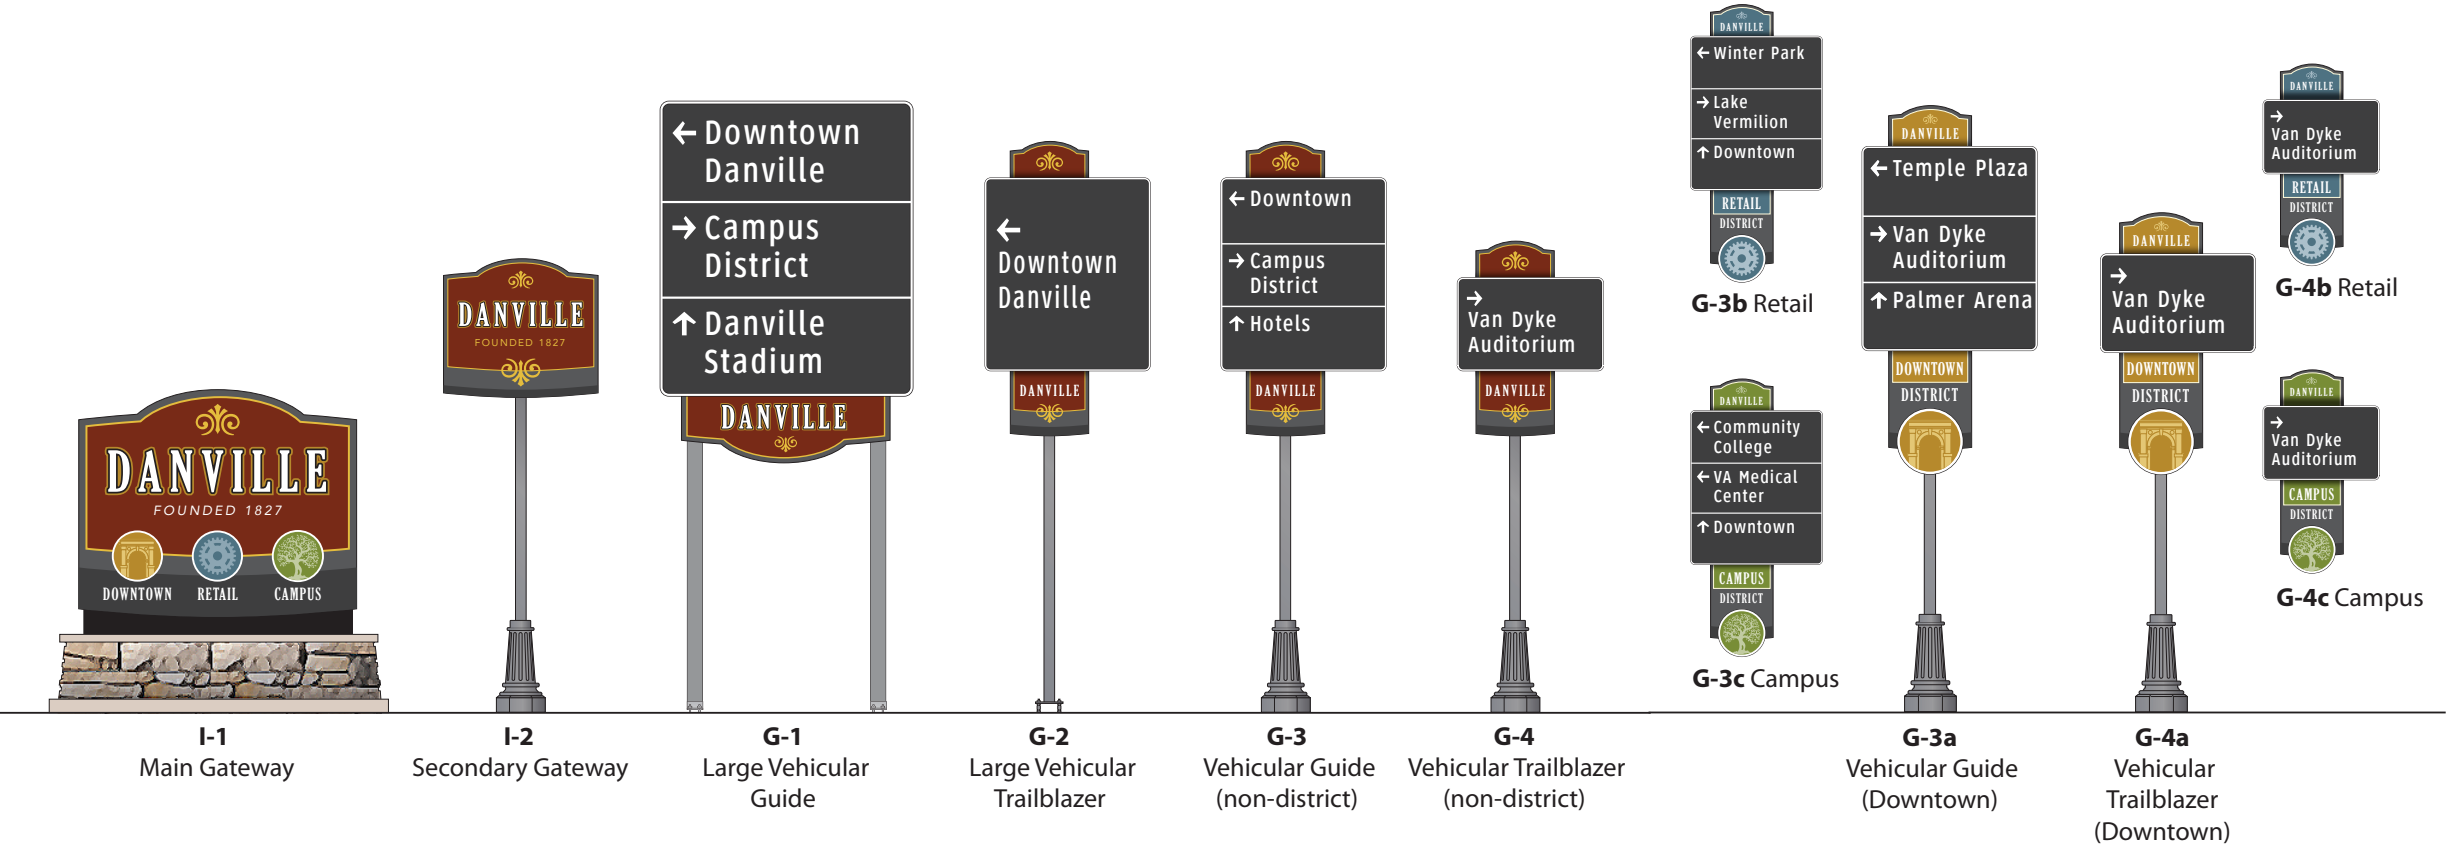 DANVILLE
FOUNDED 1827
DOWNTOWN
RETAIL
CAMPUS
I-1
Main Gateway
DANVILLE
FOUNDED 1827
I-2
Secondary Gateway
← Downtown
Danville
→ Campus
District
↑ Danville
Stadium
DANVILLE
G-1
Large Vehicular
Guide
←
Downtown
Danville
DANVILLE
G-2
Large Vehicular
Trailblazer
← Downtown
→ Campus
District
↑ Hotels
DANVILLE
G-3
Vehicular Guide
(non-district)
→
Van Dyke
Auditorium
DANVILLE
G-4
Vehicular Trailblazer
(non-district)
DANVILLE
← Winter Park
→ Lake
Vermilion
↑ Downtown
RETAIL
DISTRICT
G-3b Retail
DANVILLE
← Community
College
← VA Medical
Center
↑ Downtown
CAMPUS
DISTRICT
G-3c Campus
DANVILLE
← Temple Plaza
→ Van Dyke
Auditorium
↑ Palmer Arena
DOWNTOWN
DISTRICT
G-3a
Vehicular Guide
(Downtown)
DANVILLE
→
Van Dyke
Auditorium
DOWNTOWN
DISTRICT
G-4a
Vehicular
Trailblazer
(Downtown)
DANVILLE
→
Van Dyke
Auditorium
RETAIL
DISTRICT
G-4b Retail
DANVILLE
→
Van Dyke
Auditorium
CAMPUS
DISTRICT
G-4c Campus